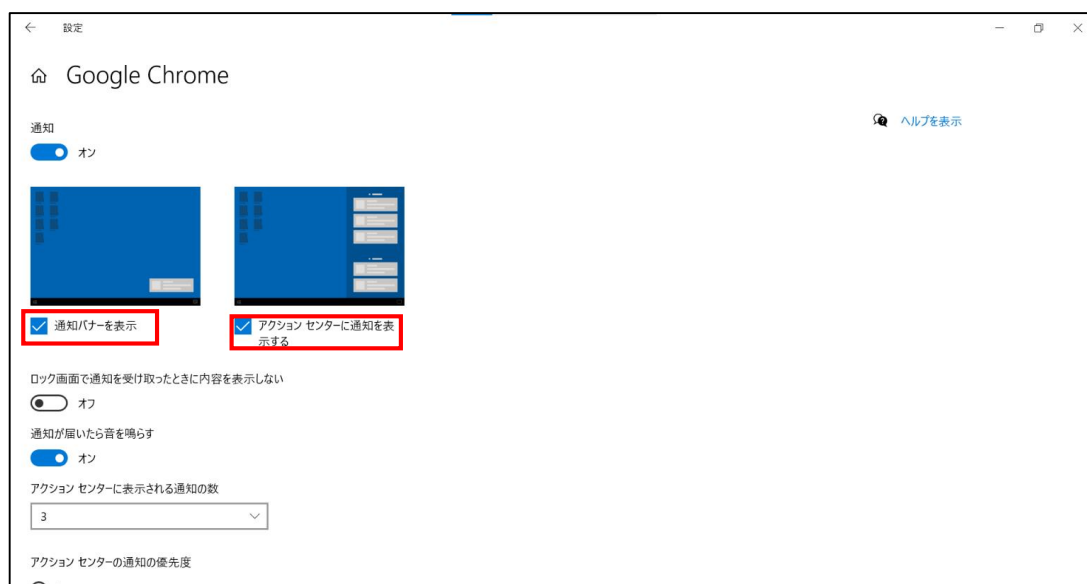 設定
Google Chrome
ヘルプを表示
通知
オン
通知バナーを表示
アクション センターに通知を表
示する
ロック画面で通知を受け取ったときに内容を表示しない
オフ
通知が届いたら音を鳴らす
オン
アクション センターに表示される通知の数
3
アクション センターの通知の優先度